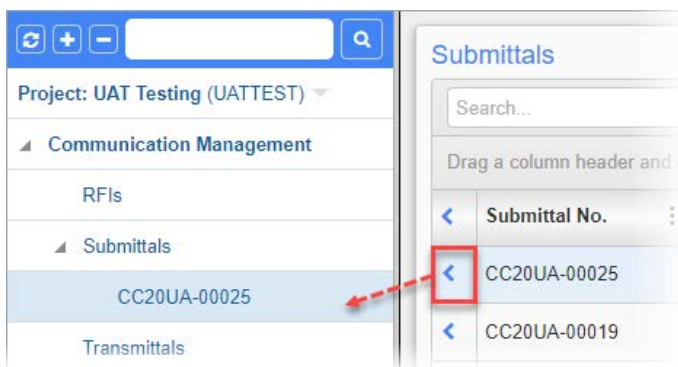 Project: UAT Testing (UATTEST)
Communication Management
RFIs
Submittals
CC20UA-00025
Transmittals
Submittals
Search...
Drag a column header and
Submittal No.
CC20UA-00025
CC20UA-00019